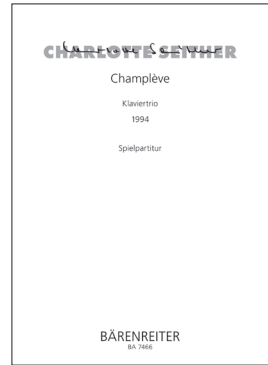 CHARLOTTE SEITHER
Champlève
Klaviertrio
1994
Spielpartitur
BÄRENREITER
BA 7466